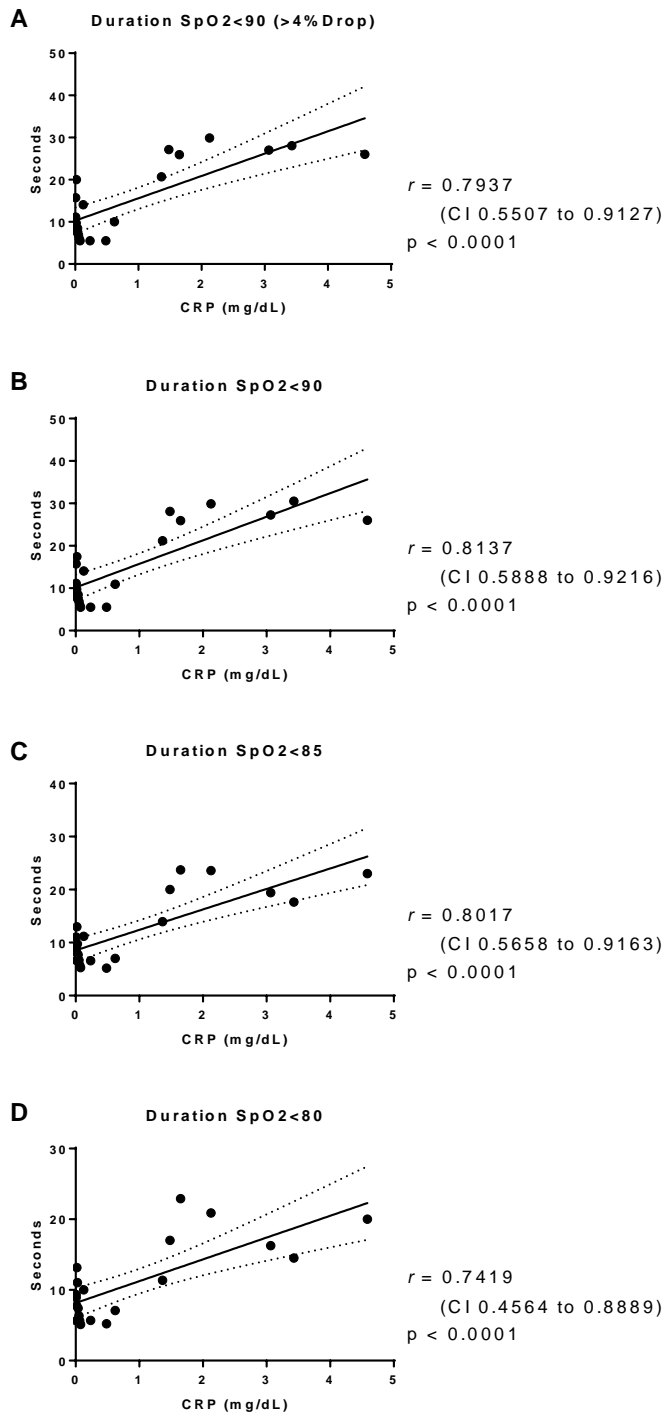 A
Duration SpO2<90 (>4%Drop)
50
40
30
20
10
0
Seconds
0 1 2 3 4 5
CRP (mg/dL)
r = 0.7937
(CI 0.5507 to 0.9127)
p < 0.0001
B
Duration SpO2<90
50
40
30
20
10
0
Seconds
0 1 2 3 4 5
CRP (mg/dL)
r = 0.8137
(CI 0.5888 to 0.9216)
p < 0.0001
C
Duration SpO2<85
40
30
20
10
0
Seconds
0 1 2 3 4 5
CRP (mg/dL)
r = 0.8017
(CI 0.5658 to 0.9163)
p < 0.0001
D
Duration SpO2<80
30
20
10
0
Seconds
0 1 2 3 4 5
CRP (mg/dL)
r = 0.7419
(CI 0.4564 to 0.8889)
p < 0.0001